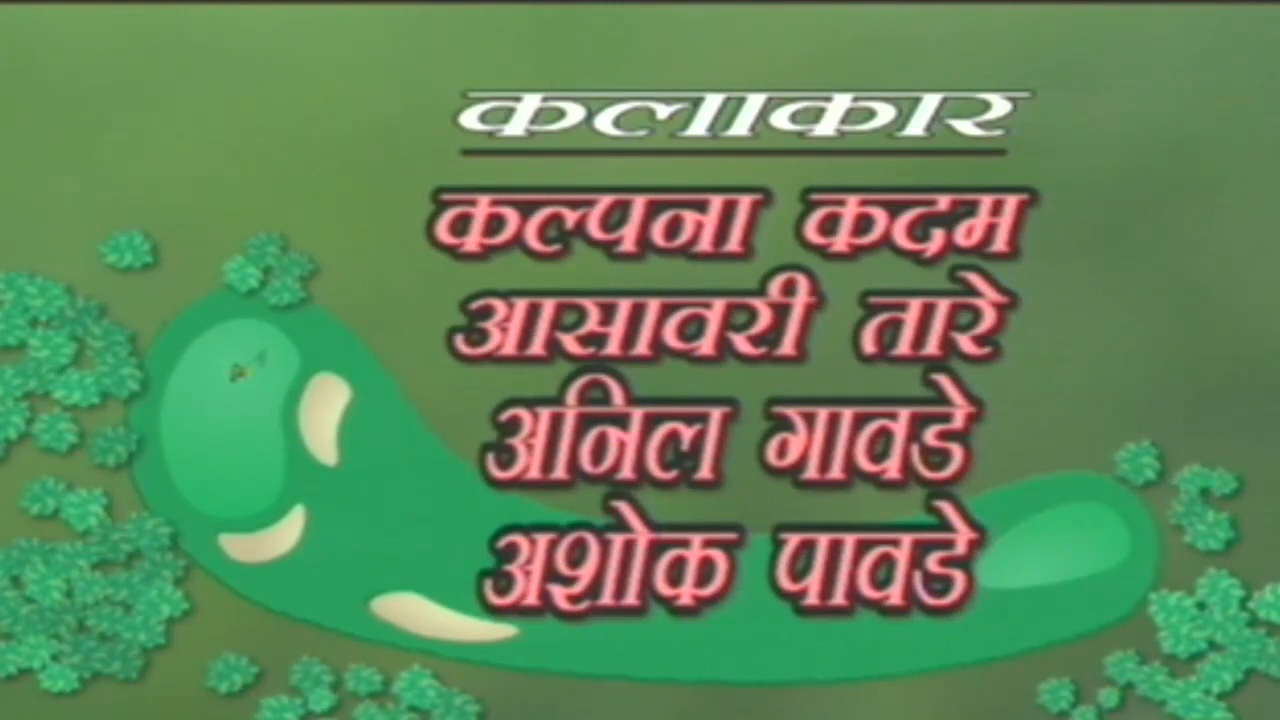 कलाकार
कल्पना कदम
आसावरी तारे
अनिल गावडे
अशोक पावडे